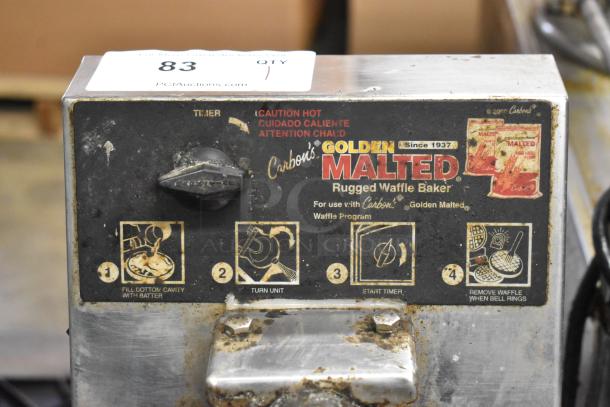 83
QTY
1
PCIAuctions.com
TIMER
CAUTION HOT
CUIDADO CALIENTE
ATTENTION CHAUD
Carbon's
GOLDEN
Since 1937
MALTED
Rugged Waffle Baker
For use with Carbon's Golden Malted
Waffle Program
Carbon's
MALTED
1
FILL BOTTOM CAVITY
WITH BATTER
2
TURN UNIT
3
START TIMER
4
REMOVE WAFFLE
WHEN BELL RINGS